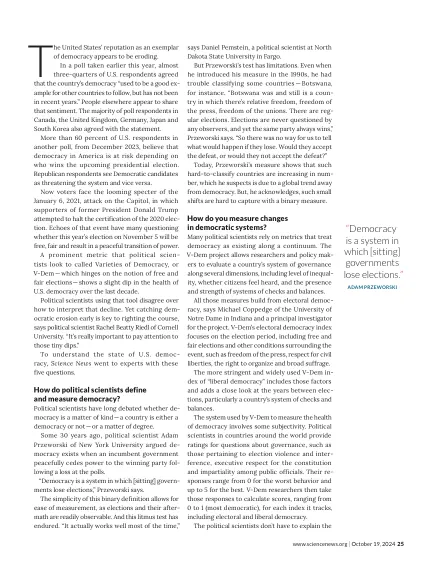 The United States' reputation as an exemplar
of democracy appears to be eroding.
In a poll taken earlier this year, almost
three-quarters of U.S. respondents agreed
that the country's democracy "used to be a good ex-
ample for other countries to follow, but has not been
in recent years." People elsewhere appear to share
that sentiment. The majority of poll respondents in
Canada, the United Kingdom, Germany, Japan and
South Korea also agreed with the statement.
More than 60 percent of U.S. respondents in
another poll, from December 2023, believe that
democracy in America is at risk depending on
who wins the upcoming presidential election.
Republican respondents see Democratic candidates
as threatening the system and vice versa.
Now voters face the looming specter of the
January 6, 2021, attack on the Capitol, in which
supporters of former President Donald Trump
attempted to halt the certification of the 2020 elec-
tion. Echoes of that event have many questioning
whether this year's election on November 5 will be
free, fair and result in a peaceful transition of power.
A prominent metric that political scien-
tists look to called Varieties of Democracy, or
V-Dem — which hinges on the notion of free and
fair elections — shows a slight dip in the health of
U.S. democracy over the last decade.
Political scientists using that tool disagree over
how to interpret that decline. Yet catching demo-
cratic erosion early is key to righting the course,
says political scientist Rachel Beatty Riedl of Cornell
University. "It's really important to pay attention to
those tiny dips."
To understand the state of U.S. democ-
racy, Science News went to experts with these
five questions.
How do political scientists define
and measure democracy?
Political scientists have long debated whether de-
mocracy is a matter of kind — a country is either a
democracy or not — or a matter of degree.
Some 30 years ago, political scientist Adam
Przeworski of New York University argued de-
mocracy exists when an incumbent government
peacefully cedes power to the winning party fol-
lowing a loss at the polls.
"Democracy is a system in which [sitting] govern-
ments lose elections," Przeworski says.
The simplicity of this binary definition allows for
ease of measurement, as elections and their after-
math are readily observable. And this litmus test has
endured. "It actually works well most of the time,"
says Daniel Pemstein, a political scientist at North
Dakota State University in Fargo.
But Przeworski's test has limitations. Even when
he introduced his measure in the 1990s, he had
trouble classifying some countries — Botswana,
for instance. "Botswana was and still is a coun-
try in which there's relative freedom, freedom of
the press, freedom of the unions. There are reg-
ular elections. Elections are never questioned by
any observers, and yet the same party always wins,"
Przeworski says. "So there was no way for us to tell
what would happen if they lose. Would they accept
the defeat, or would they not accept the defeat?"
Today, Przeworski's measure shows that such
hard-to-classify countries are increasing in num-
ber, which he suspects is due to a global trend away
from democracy. But, he acknowledges, such small
shifts are hard to capture with a binary measure.
How do you measure changes
in democratic systems?
Many political scientists rely on metrics that treat
democracy as existing along a continuum. The
V-Dem project allows researchers and policy mak-
ers to evaluate a country's system of governance
along several dimensions, including level of inequal-
ity, whether citizens feel heard, and the presence
and strength of systems of checks and balances.
All those measures build from electoral democ-
racy, says Michael Coppedge of the University of
Notre Dame in Indiana and a principal investigator
for the project. V-Dem's electoral democracy index
focuses on the election period, including free and
fair elections and other conditions surrounding the
event, such as freedom of the press, respect for civil
liberties, the right to organize and broad suffrage.
The more stringent and widely used V-Dem in-
dex of "liberal democracy" includes those factors
and adds a close look at the years between elec-
tions, particularly a country's system of checks and
balances.
The system used by V-Dem to measure the health
of democracy involves some subjectivity. Political
scientists in countries around the world provide
ratings for questions about governance, such as
those pertaining to election violence and inter-
ference, executive respect for the constitution
and impartiality among public officials. Their re-
sponses range from 0 for the worst behavior and
up to 5 for the best. V-Dem researchers then take
those responses to calculate scores, ranging from
0 to 1 (most democratic), for each index it tracks,
including electoral and liberal democracy.
The political scientists don't have to explain the
"Democracy
is a system in
which [sitting]
governments
lose elections."
ADAM PRZEWORSKI
www.sciencenews.org | October 19, 2024 25